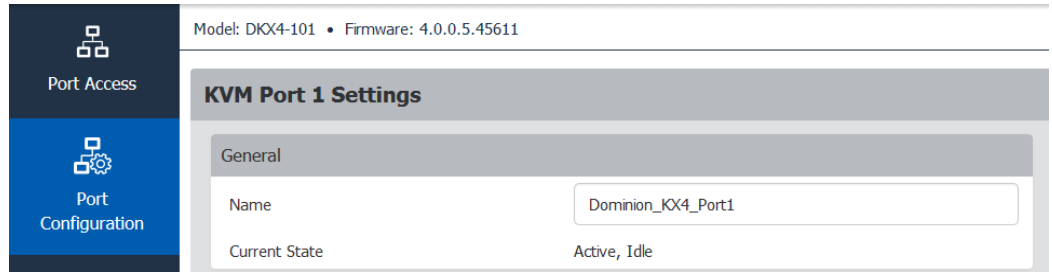 Model: DKX4-101 • Firmware: 4.0.0.5.45611
Port Access
KVM Port 1 Settings
General
Port
Configuration
Name
Dominion_KX4_Port1
Current State
Active, Idle